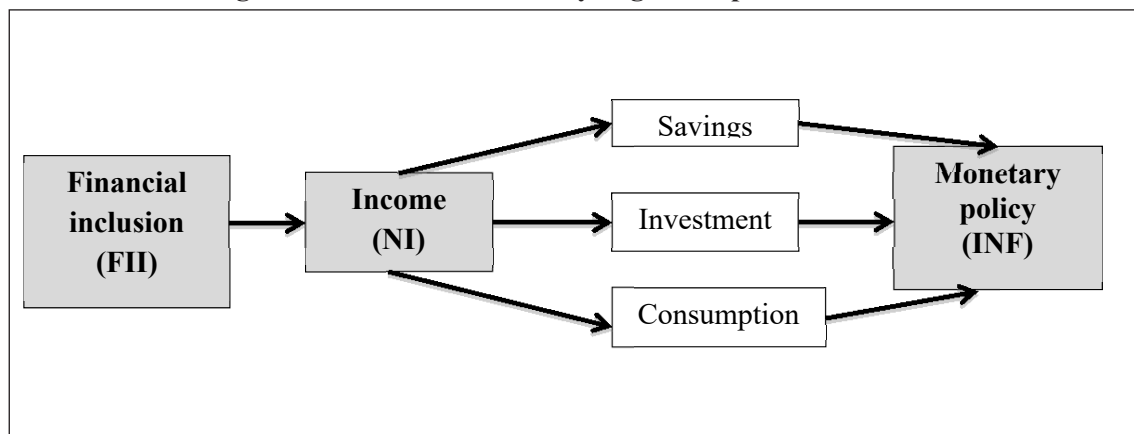 Financial
inclusion
(FII)
Income
(NI)
Savings
Investment
Consumption
Monetary
policy
(INF)